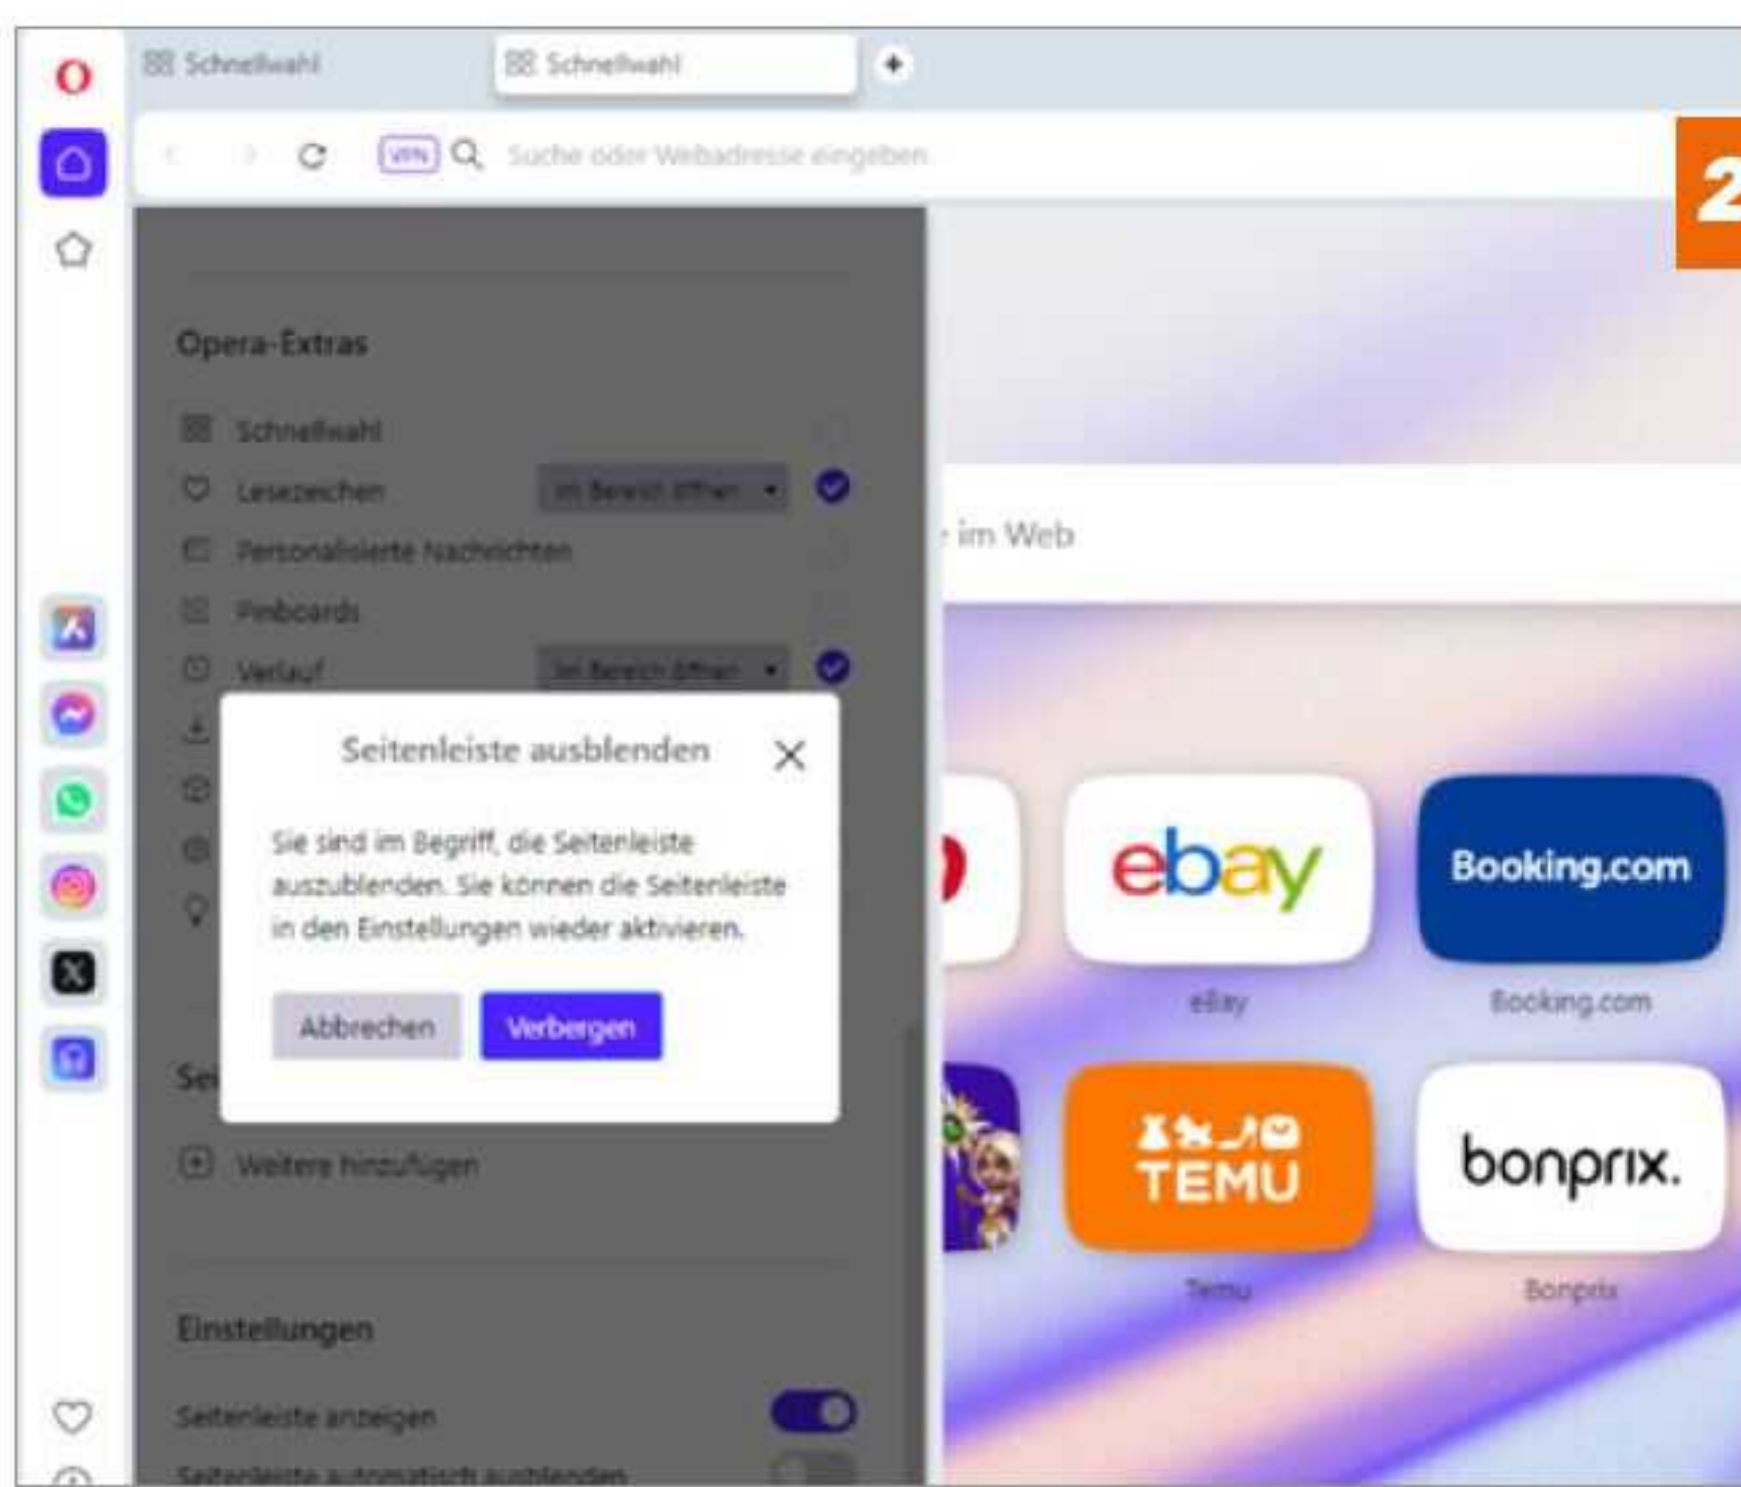 Schnellwahl
Schnellwahl
VPN
Suche oder Webadresse eingeben
2
Opera-Extras
Schnellwahl
Lesezeichen
Im Bereich öffnen
Personalisierte Nachrichten
Pinboards
Verlauf
Im Bereich öffnen
im Web
Seitenleiste ausblenden
Sie sind im Begriff, die Seitenleiste
auszublenden. Sie können die Seitenleiste
in den Einstellungen wieder aktivieren.
Abbrechen
Verbergen
Sei
Weitere hinzufügen
Einstellungen
Seitenleiste anzeigen
Seitenleiste automatisch ausblenden
ebay
Booking.com
eBay
Booking.com
TEMU
bonprix.
Temu
Bonprix